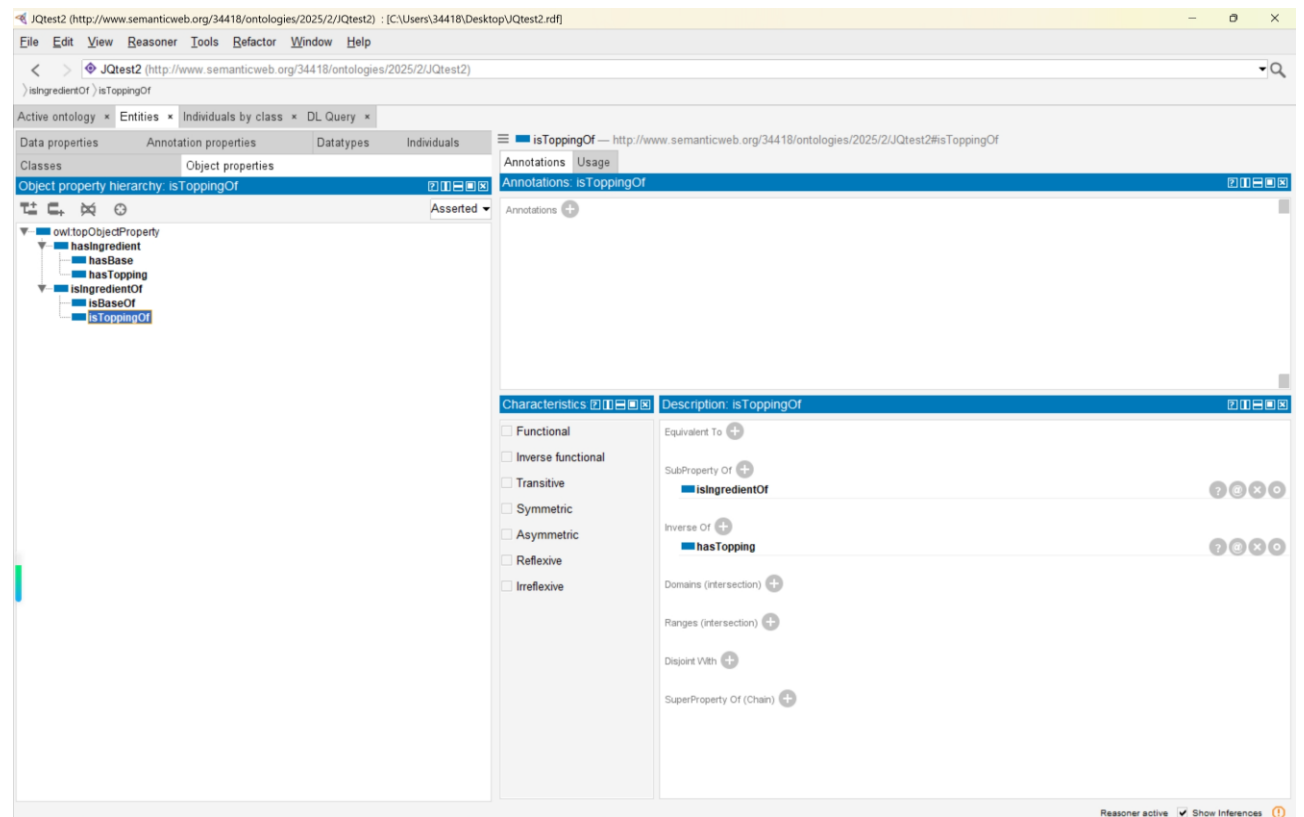 JQtest2 (http://www.semanticweb.org/34418/ontologies/2025/2/JQtest2) : [C:\Users\34418\Desktop\JQtest2.rdf]
File Edit View Reasoner Tools Refactor Window Help
JQtest2 (http://www.semanticweb.org/34418/ontologies/2025/2/JQtest2)
isIngredientOf isToppingOf
Active ontology × Entities × Individuals by class × DL Query ×
Data properties Annotation properties Datatypes Individuals
Classes Object properties
Object property hierarchy: isToppingOf
Asserted
owl:topObjectProperty
hasIngredient
hasBase
hasTopping
isIngredientOf
isBaseOf
isToppingOf
isToppingOf — http://www.semanticweb.org/34418/ontologies/2025/2/JQtest2#isToppingOf
Annotations Usage
Annotations: isToppingOf
Annotations
Characteristics
Functional
Inverse functional
Transitive
Symmetric
Asymmetric
Reflexive
Irreflexive
Description: isToppingOf
Equivalent To
SubProperty Of
isIngredientOf
Inverse Of
hasTopping
Domains (intersection)
Ranges (intersection)
Disjoint With
SuperProperty Of (Chain)
Reasoner active Show Inferences